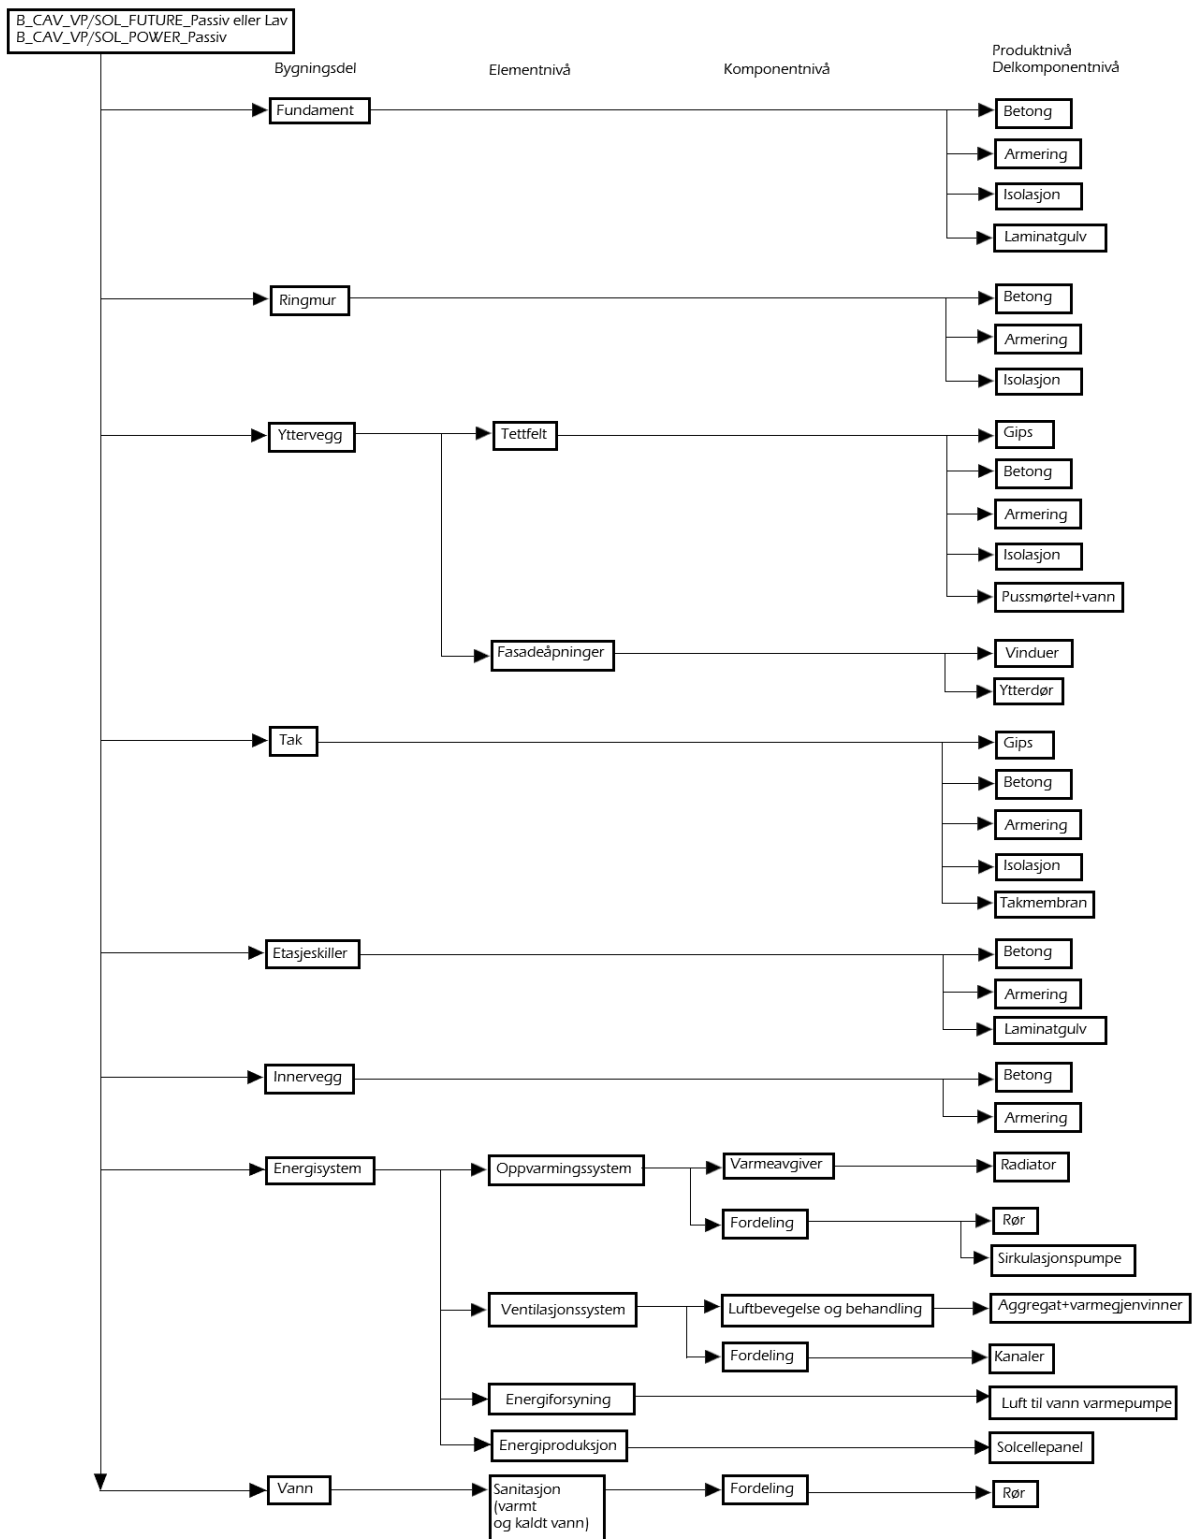 B_CAV_VP/SOL_FUTURE_Passiv eller Lav
B_CAV_VP/SOL_POWER_Passiv
Bygningsdel
Elementnivå
Komponentnivå
Produktnivå
Delkomponentnivå
Fundament
Betong
Armering
Isolasjon
Laminatgulv
Ringmur
Betong
Armering
Isolasjon
Yttervegg
Tettfelt
Gips
Betong
Armering
Isolasjon
Pussmørtel+vann
Fasadeåpninger
Vinduer
Ytterdør
Tak
Gips
Betong
Armering
Isolasjon
Takmembran
Etasjeskiller
Betong
Armering
Laminatgulv
Innervegg
Betong
Armering
Energisystem
Oppvarmingssystem
Varmeavgiver
Radiator
Fordeling
Rør
Sirkulasjonspumpe
Ventilasjonssystem
Luftbevegelse og behandling
Aggregat+varmegjenvinner
Fordeling
Kanaler
Energiforsyning
Luft til vann varmepumpe
Energiproduksjon
Solcellepanel
Vann
Sanitasjon
(varmt
og kaldt vann)
Fordeling
Rør